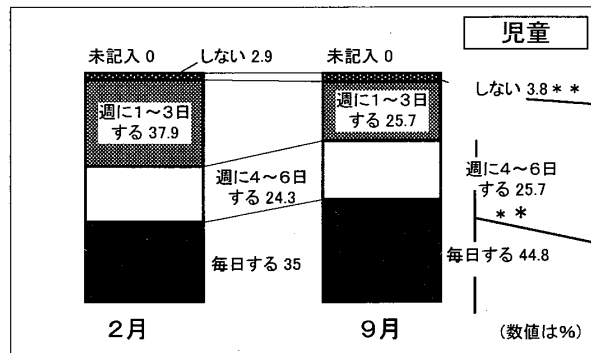 児童
未記入 0
しない 2.9
未記入 0
しない 3.8 * *
週に1~3日
する 37.9
週に1~3日
する 25.7
週に4~6日
する 24.3
週に4~6日
する 25.7
* *
毎日する 35
毎日する 44.8
2月
9月
(数値は%)